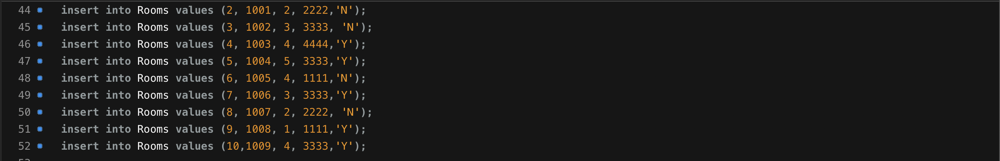 44 insert into Rooms values (2, 1001, 2, 2222,'N');
45 insert into Rooms values (3, 1002, 3, 3333, 'N');
46 insert into Rooms values (4, 1003, 4, 4444,'Y');
47 insert into Rooms values (5, 1004, 5, 3333,'Y');
48 insert into Rooms values (6, 1005, 4, 1111,'N');
49 insert into Rooms values (7, 1006, 3, 3333,'Y');
50 insert into Rooms values (8, 1007, 2, 2222, 'N');
51 insert into Rooms values (9, 1008, 1, 1111,'Y');
52 insert into Rooms values (10,1009, 4, 3333,'Y');
53